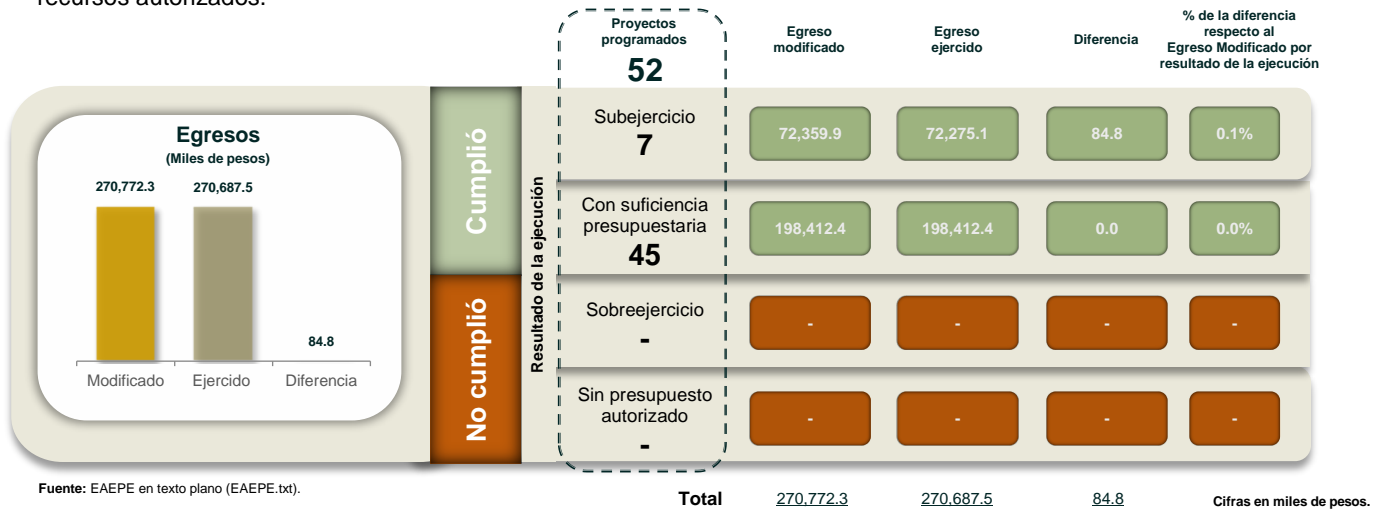 recursos autorizados.
Proyectos
programados
52
Egreso
modificado
Egreso
ejercido
Diferencia
% de la diferencia
respecto al
Egreso Modificado por
resultado de la ejecución
Egresos
(Miles de pesos)
270,772.3
270,687.5
84.8
Modificado
Ejercido
Diferencia
Cumplió
No cumplió
Resultado de la ejecución
Subejercicio
7
72,359.9
72,275.1
84.8
0.1%
Con suficiencia
presupuestaria
45
198,412.4
198,412.4
0.0
0.0%
Sobreejercicio
-
-
-
-
-
Sin presupuesto
autorizado
-
-
-
-
-
Fuente: EAEPE en texto plano (EAEPE.txt).
Total
270,772.3
270,687.5
84.8
Cifras en miles de pesos.